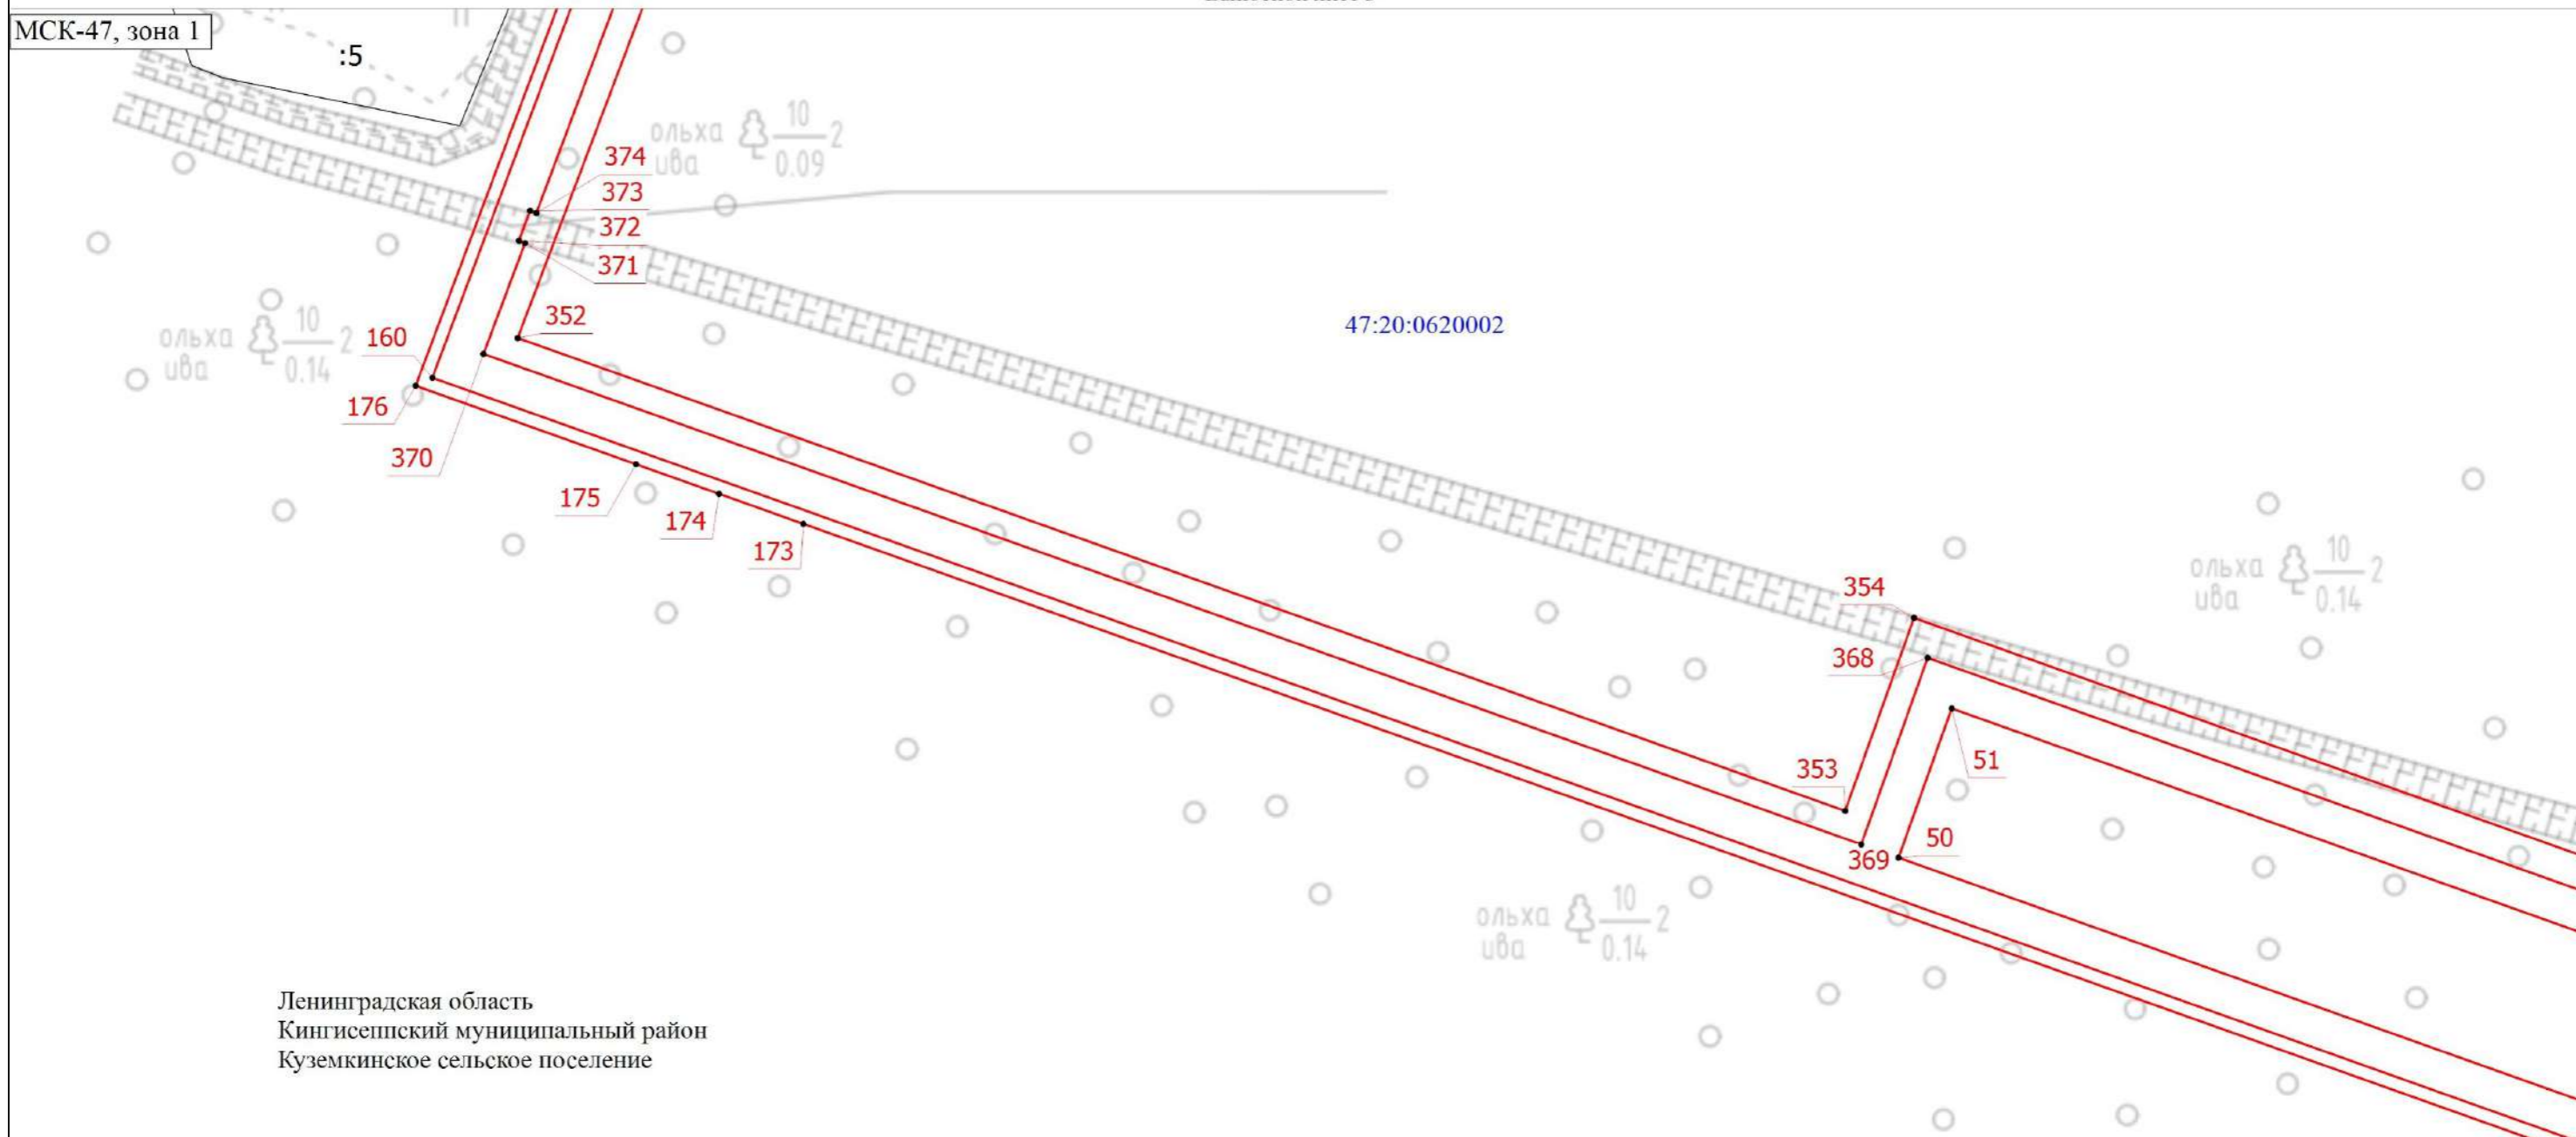 МСК-47, зона 1
:5
ольха 10 2
ива 0.09
374
373
372
371
352
47:20:0620002
ольха 10 2
ива 0.14
160
176
370
175
174
173
354
368
ольха 10 2
ива 0.14
51
353
50
369
ольха 10 2
ива 0.14
Ленинградская область
Кингисеппский муниципальный район
Куземкинское сельское поселение